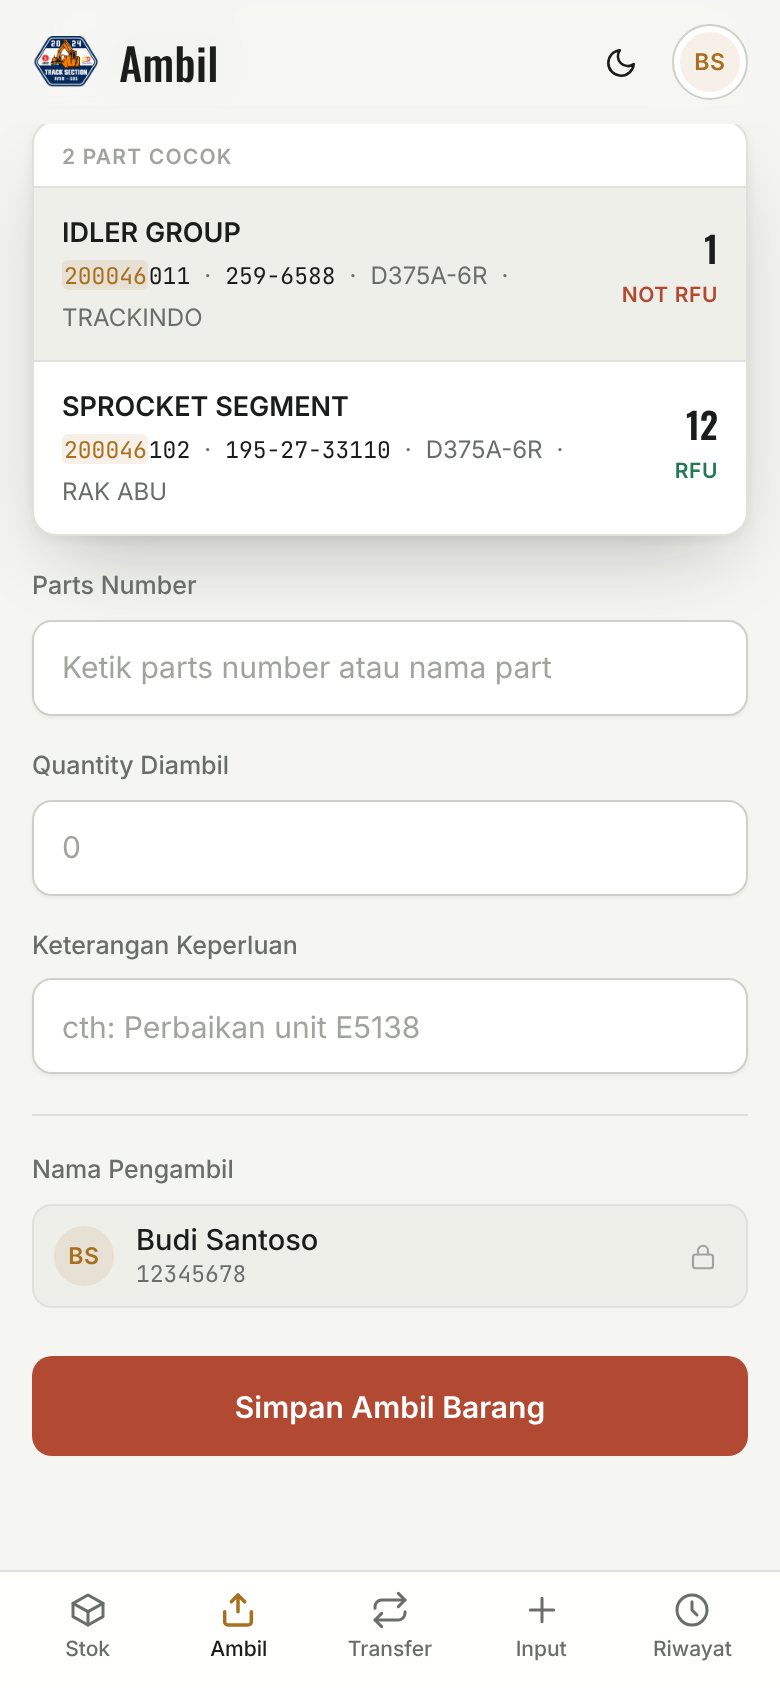 2024
TRACK SECTION
Ambil
BS
2 PART COCOK
IDLER GROUP
1
200046011 · 259-6588 · D375A-6R ·
NOT RFU
TRACKINDO
SPROCKET SEGMENT
12
200046102 · 195-27-33110 · D375A-6R ·
RFU
RAK ABU
Parts Number
Ketik parts number atau nama part
Quantity Diambil
0
Keterangan Keperluan
cth: Perbaikan unit E5138
Nama Pengambil
BS
Budi Santoso
12345678
Simpan Ambil Barang
Stok
Ambil
Transfer
Input
Riwayat